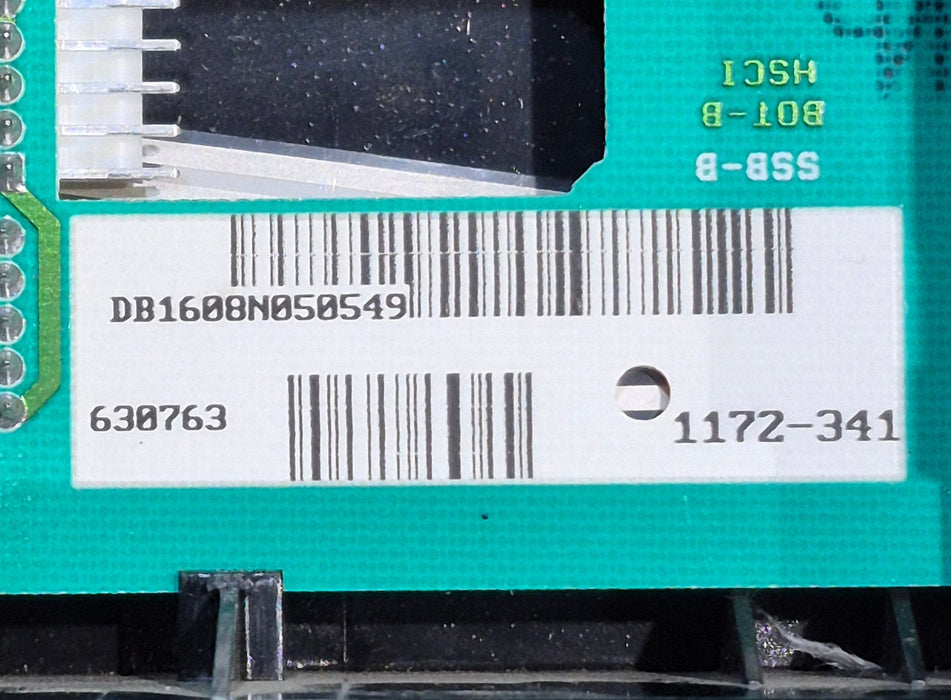 HSCI
BOT-B
SSB-B
DB1608N050549
630763
1172-341